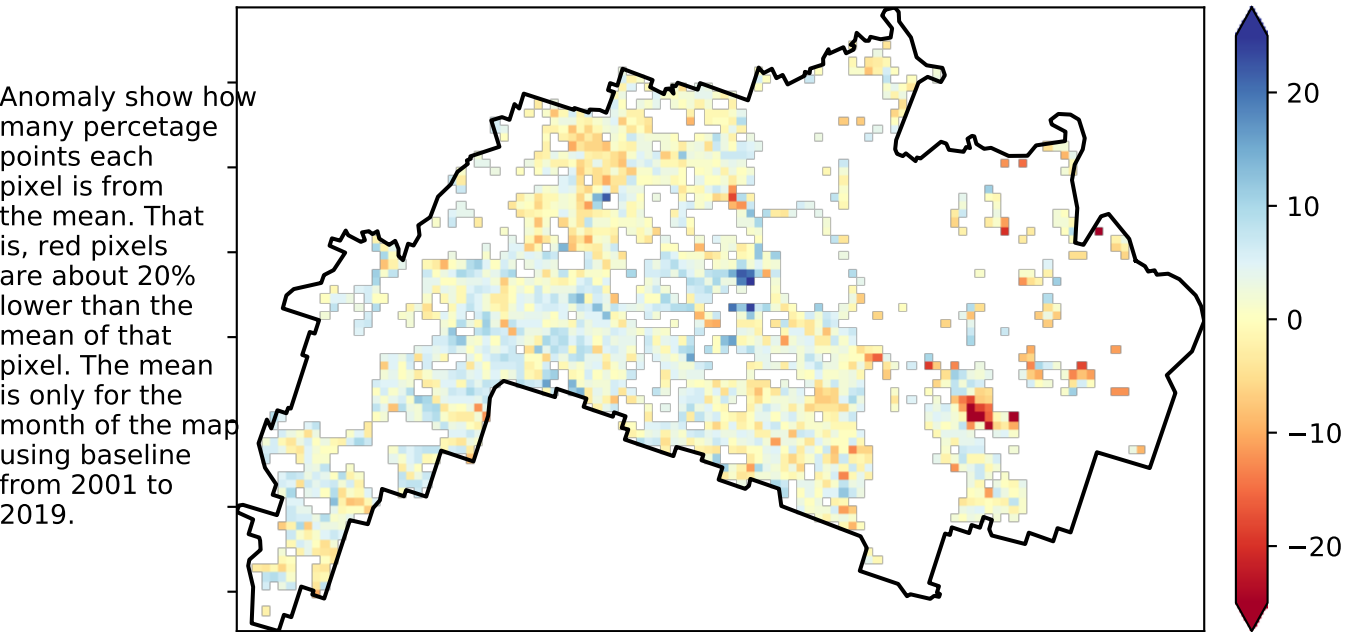 Anomaly show how
many percetage
points each
pixel is from
the mean. That
is, red pixels
are about 20%
lower than the
mean of that
pixel. The mean
is only for the
month of the map
using baseline
from 2001 to
2019.
20
10
0
−10
−20